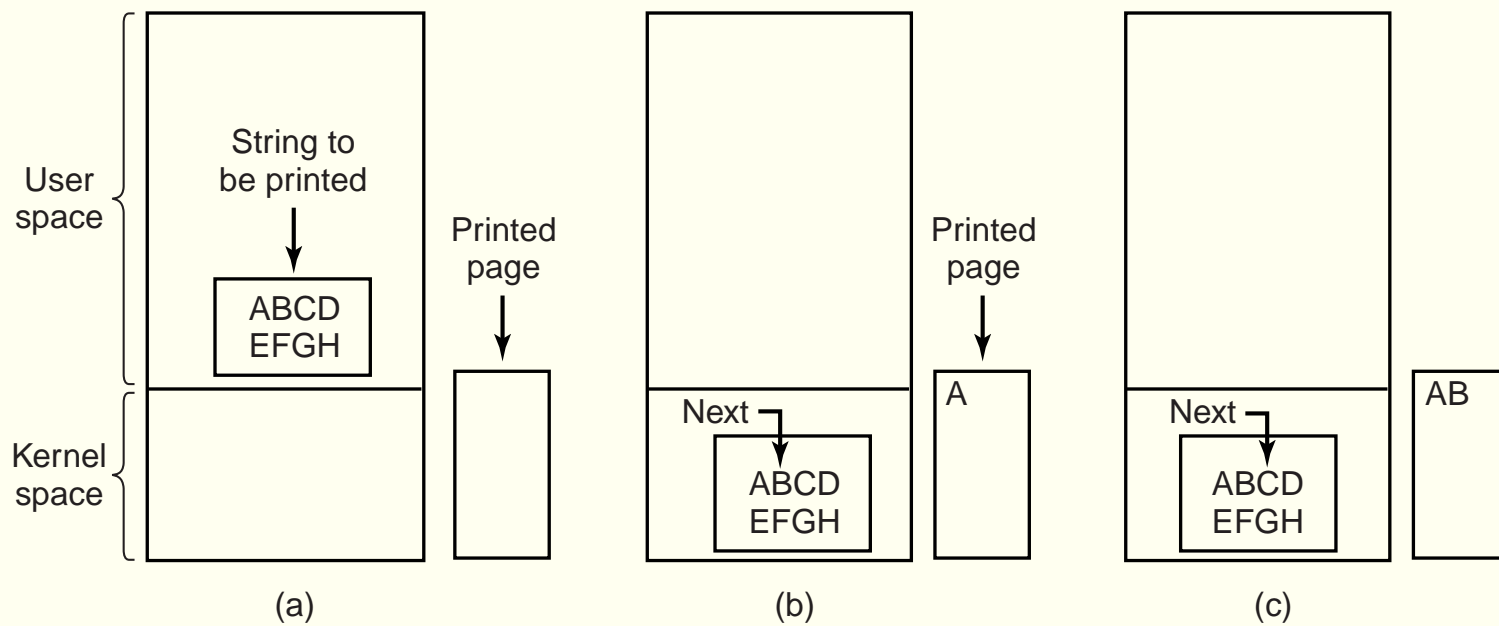 User
space
Kernel
space
String to
be printed
ABCD
EFGH
Printed
page
(a)
Next
ABCD
EFGH
Printed
page
A
(b)
Next
ABCD
EFGH
AB
(c)